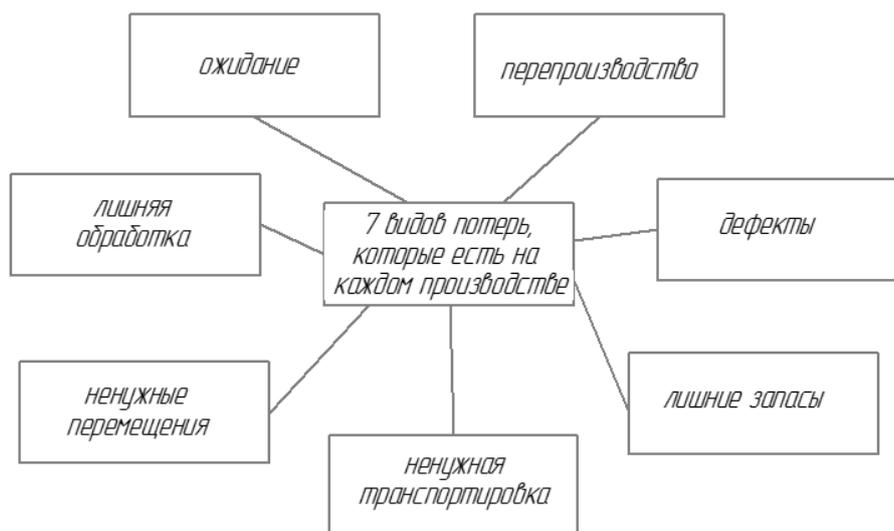 ожидание
перепроизводство
лишняя
обработка
7 видов потерь,
которые есть на
каждом производстве
дефекты
ненужные
перемещения
лишние запасы
ненужная
транспортировка